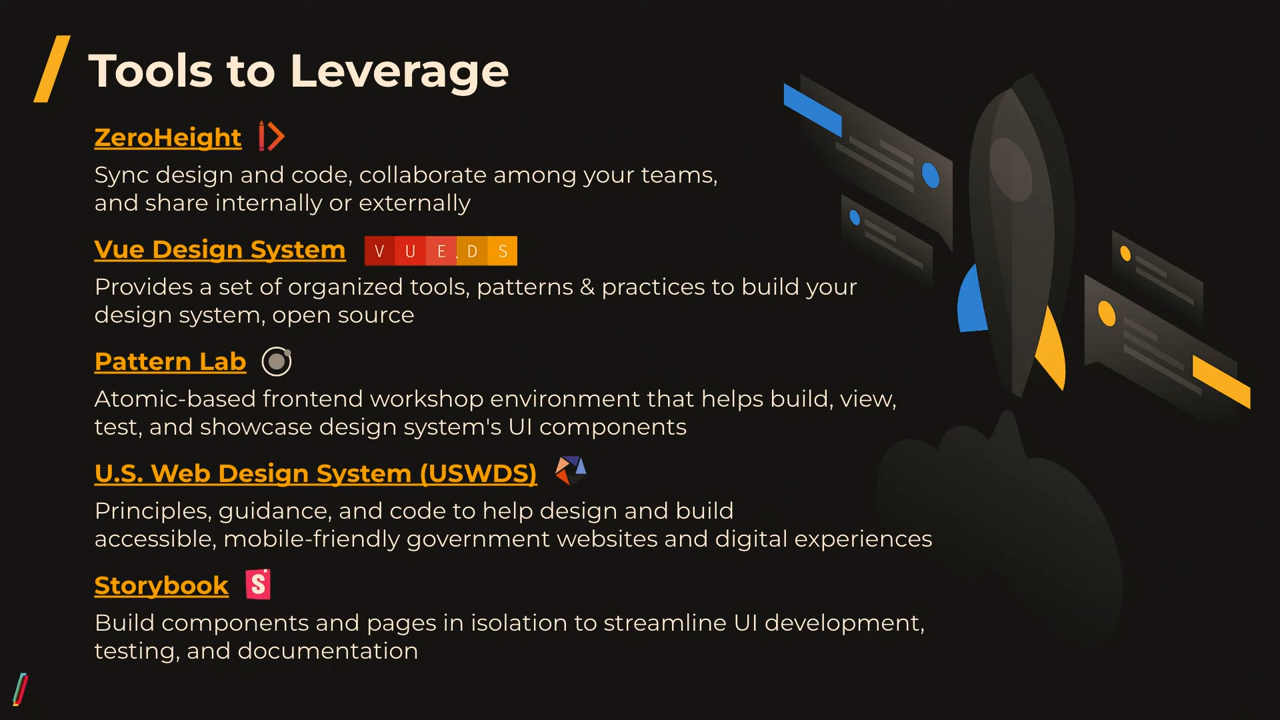 Tools to Leverage
ZeroHeight
Sync design and code, collaborate among your teams,
and share internally or externally
Vue Design System VUE.DS
Provides a set of organized tools, patterns & practices to build your
design system, open source
Pattern Lab
Atomic-based frontend workshop environment that helps build, view,
test, and showcase design system's UI components
U.S. Web Design System (USWDS)
Principles, guidance, and code to help design and build
accessible, mobile-friendly government websites and digital experiences
Storybook S
Build components and pages in isolation to streamline UI development,
testing, and documentation